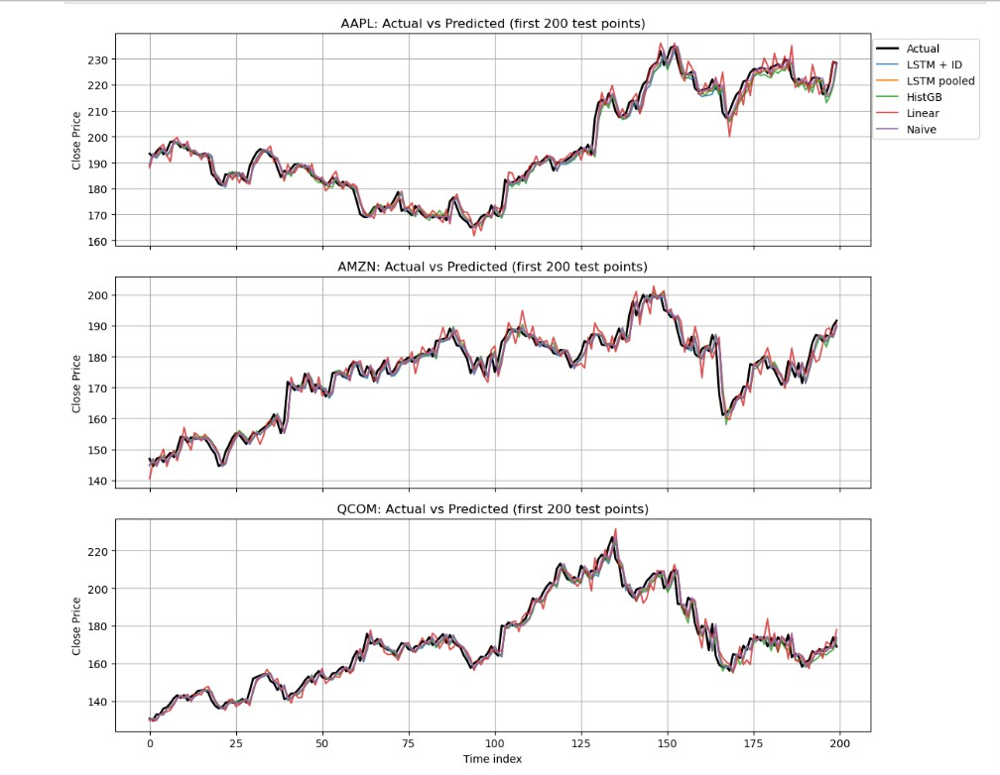 AAPL: Actual vs Predicted (first 200 test points)
230
220
210
200
190
180
170
160
Close Price
Actual
LSTM + ID
LSTM pooled
HistGB
Linear
Naive
AMZN: Actual vs Predicted (first 200 test points)
200
190
180
170
160
150
140
Close Price
QCOM: Actual vs Predicted (first 200 test points)
220
200
180
160
140
Close Price
0 25 50 75 100 125 150 175 200
Time index